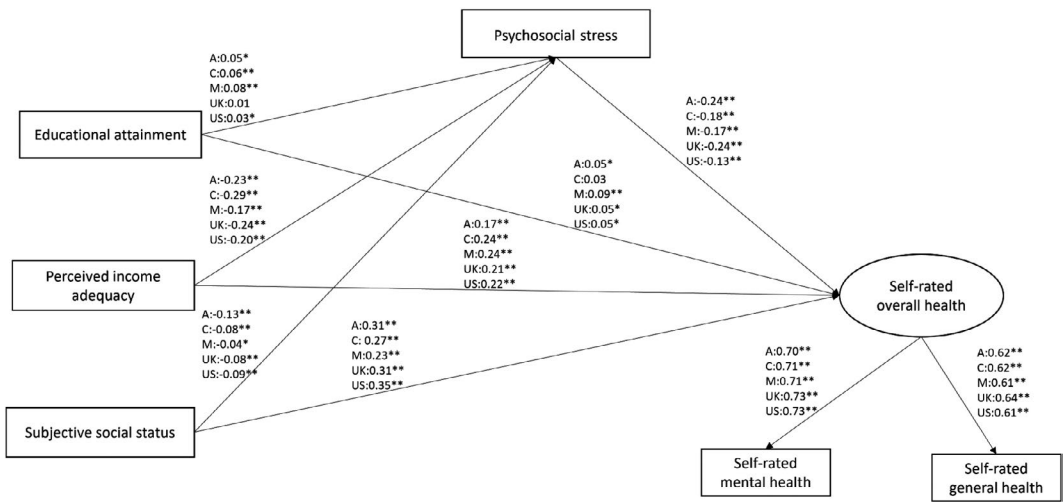 Psychosocial stress
A:0.05*
C:0.06**
M:0.08**
UK:0.01
US:0.03*
Educational attainment
A:-0.24**
C:-0.18**
M:-0.17**
UK:-0.24**
US:-0.13**
A:0.05*
C:0.03
M:0.09**
UK:0.05*
US:0.05*
A:-0.23**
C:-0.29**
M:-0.17**
UK:-0.24**
US:-0.20**
A:0.17**
C:0.24**
M:0.24**
UK:0.21**
US:0.22**
Perceived income
adequacy
Self-rated
overall health
A:-0.13**
C:-0.08**
M:-0.04*
UK:-0.08**
US:-0.09**
A:0.31**
C: 0.27**
M:0.23**
UK:0.31**
US:0.35**
Subjective social status
A:0.70**
C:0.71**
M:0.71**
UK:0.73**
US:0.73**
A:0.62**
C:0.62**
M:0.61**
UK:0.64**
US:0.61**
Self-rated
mental health
Self-rated
general health